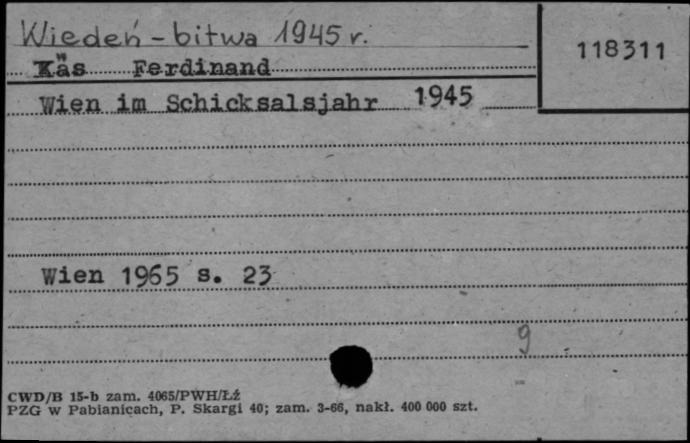 Wiedeń - bitwa 1945 r.
118311
Käs Ferdinand
Wien im Schicksalsjahr 1945
Wien 1965 s. 23
9
CWD/B 15-b zam. 4065/PWH/Łź
PZG w Pabianicach, P. Skargi 40; zam. 3-66, nakł. 400 000 szt.